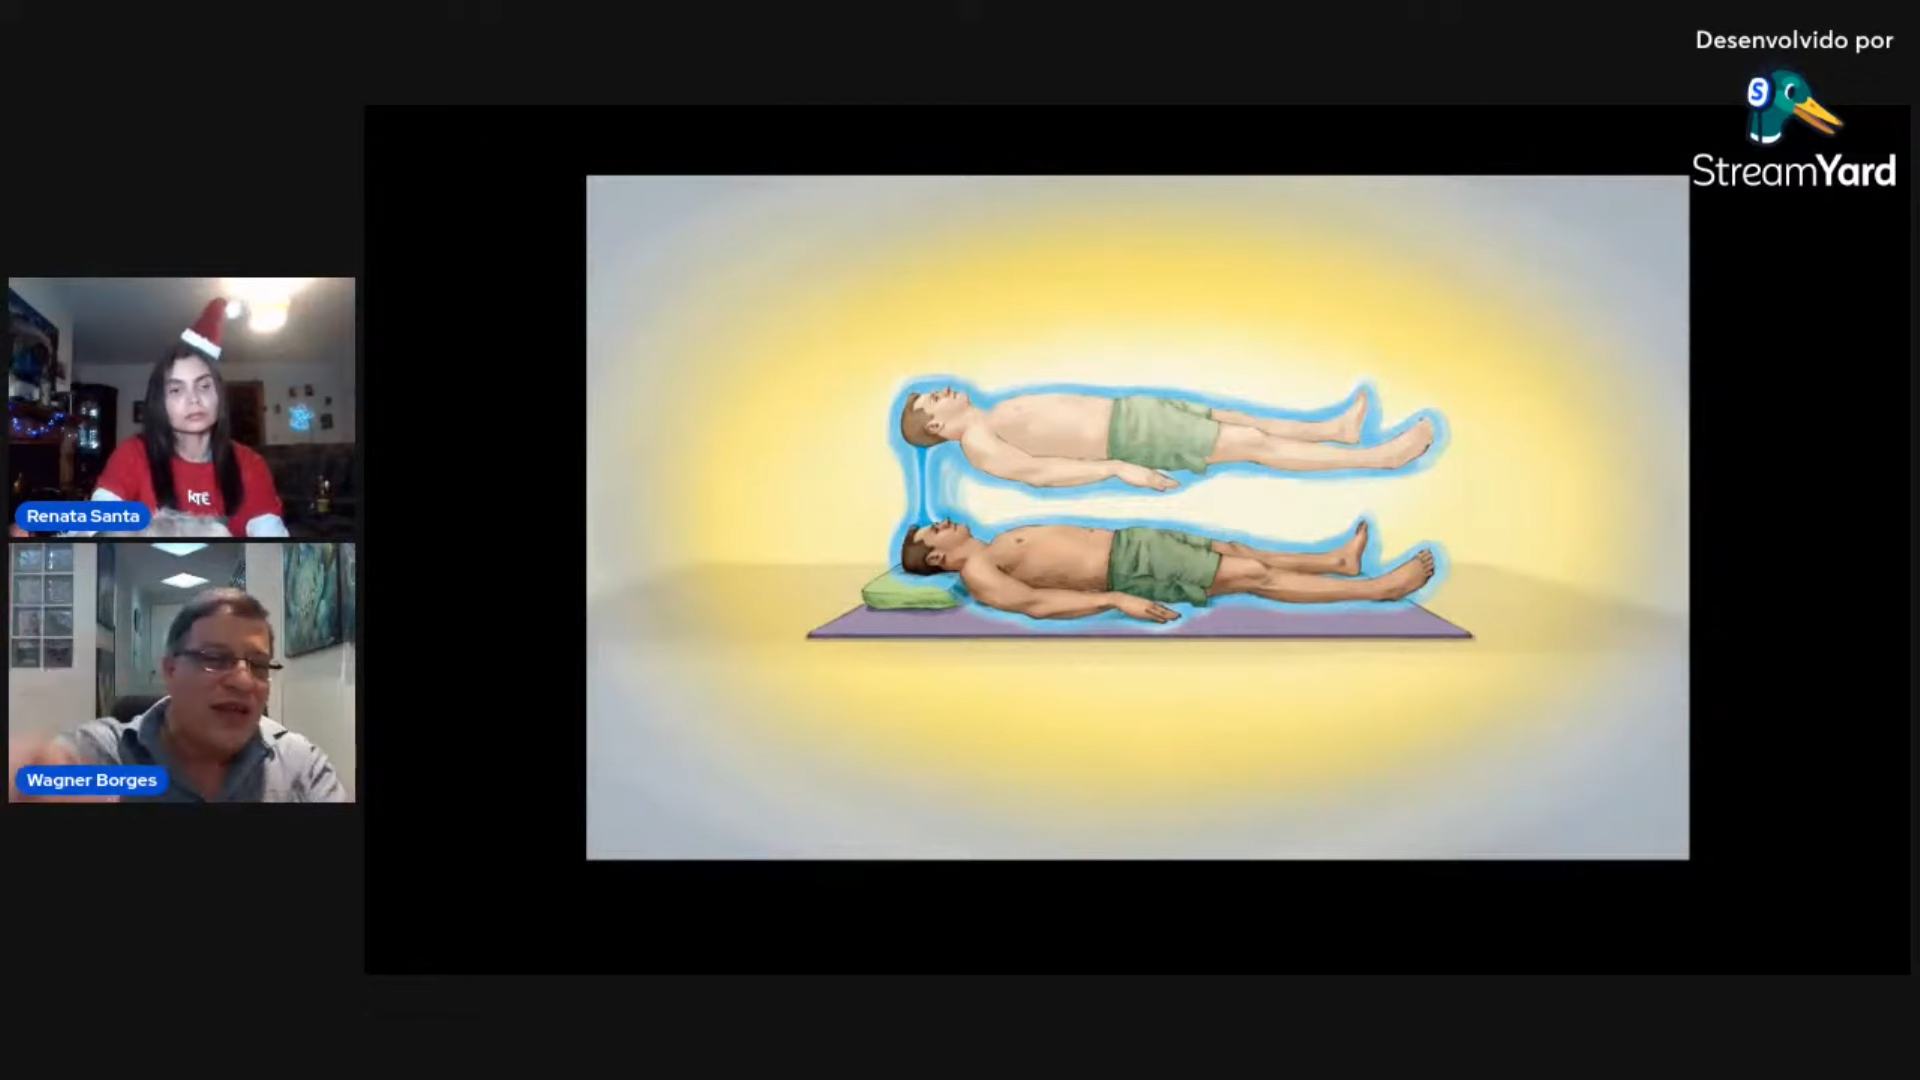 Desenvolvido por
S
StreamYard
Renata Santa
Wagner Borges